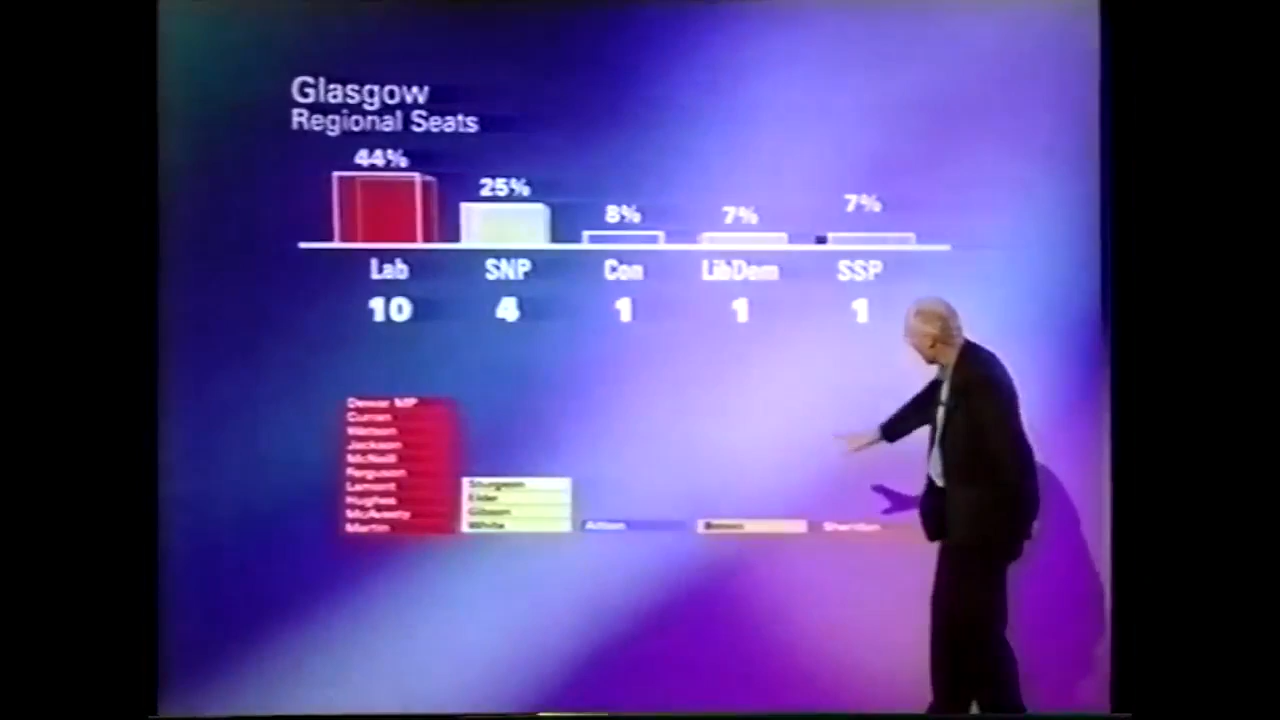 Glasgow
Regional Seats
44% 25% 8% 7% 7%
Lab SNP Con LibDem SSP
10 4 1 1 1
Dewar MP
Curran
Watson
Jackson
McNeill
Ferguson
Lamont
Hughes
McAveety
Martin
Sturgeon
Elder
Gibson
White
Aitken
Brown
Sheridan